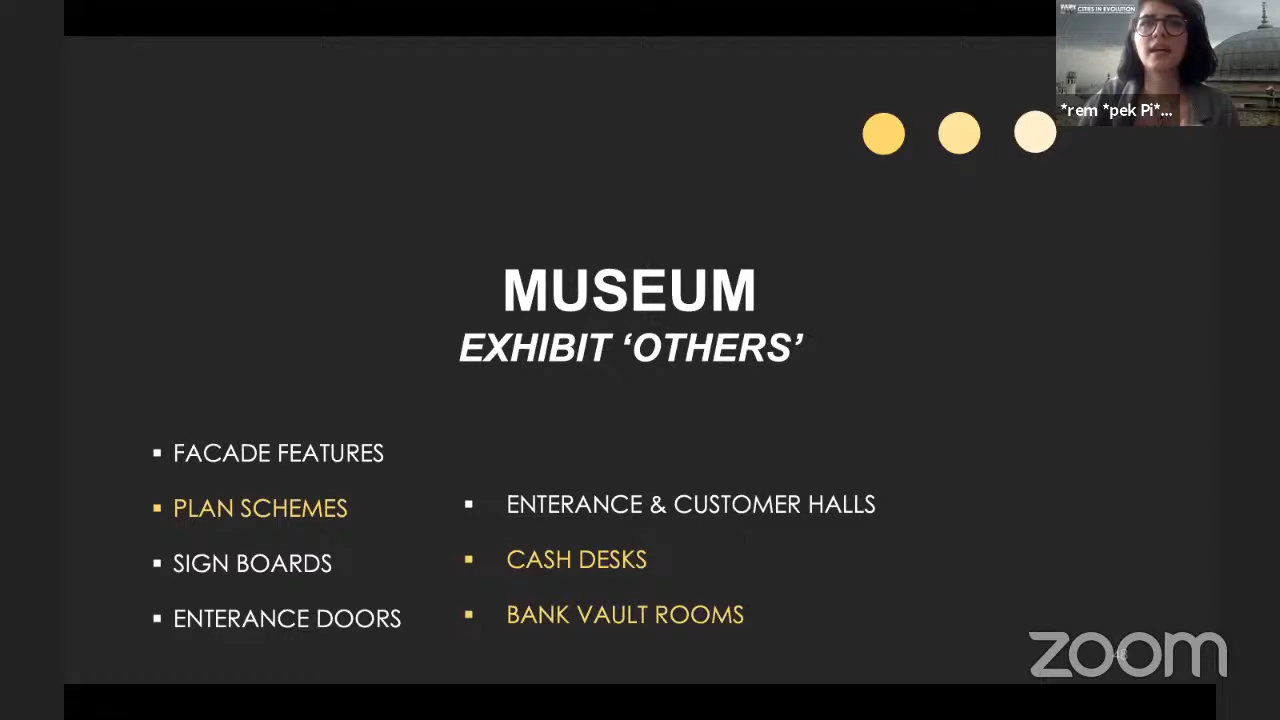 CITIES IN EVOLUTION
*rem *pek Pi*...
MUSEUM
EXHIBIT ‘OTHERS’
▪ FACADE FEATURES
▪ PLAN SCHEMES
▪ SIGN BOARDS
▪ ENTERANCE DOORS
▪ ENTERANCE & CUSTOMER HALLS
▪ CASH DESKS
▪ BANK VAULT ROOMS
48
zoom